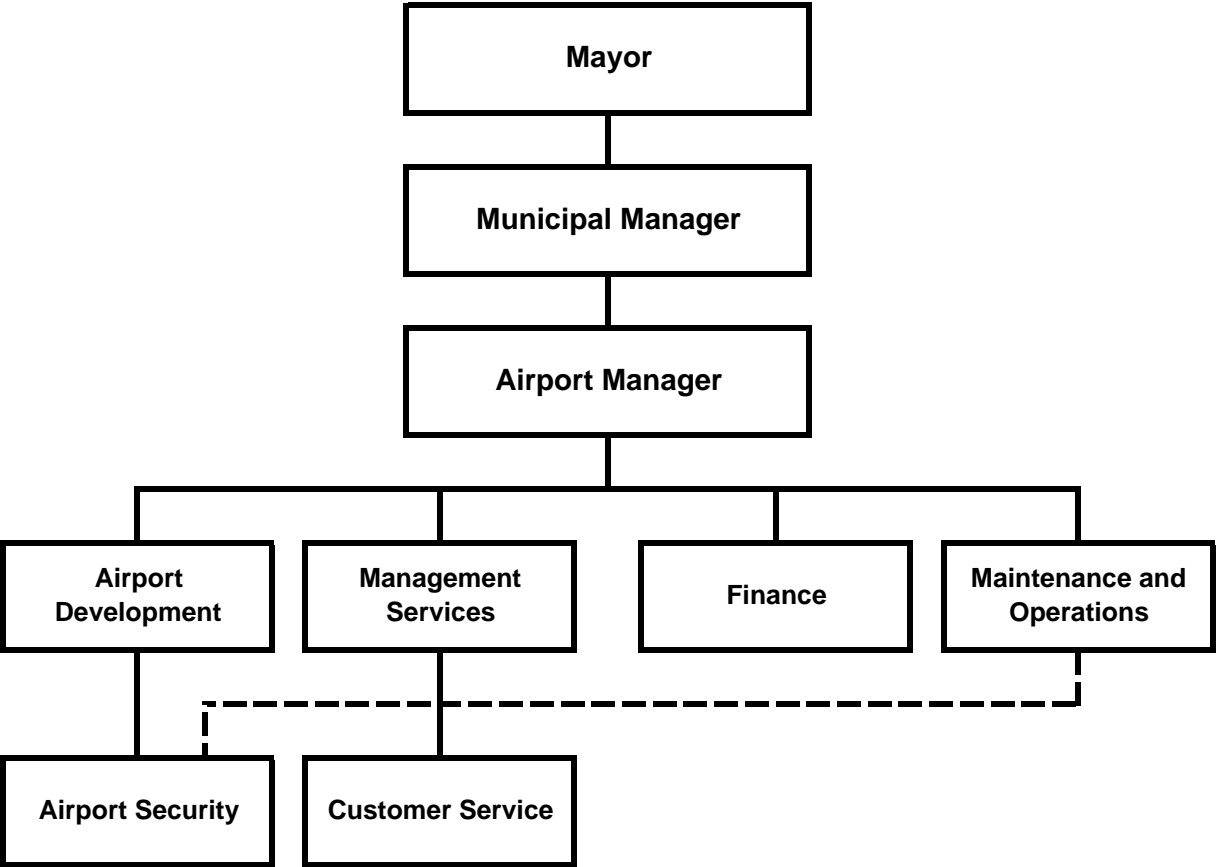 Mayor
Municipal Manager
Airport Manager
Airport
Development
Management
Services
Finance
Maintenance and
Operations
Airport Security
Customer Service